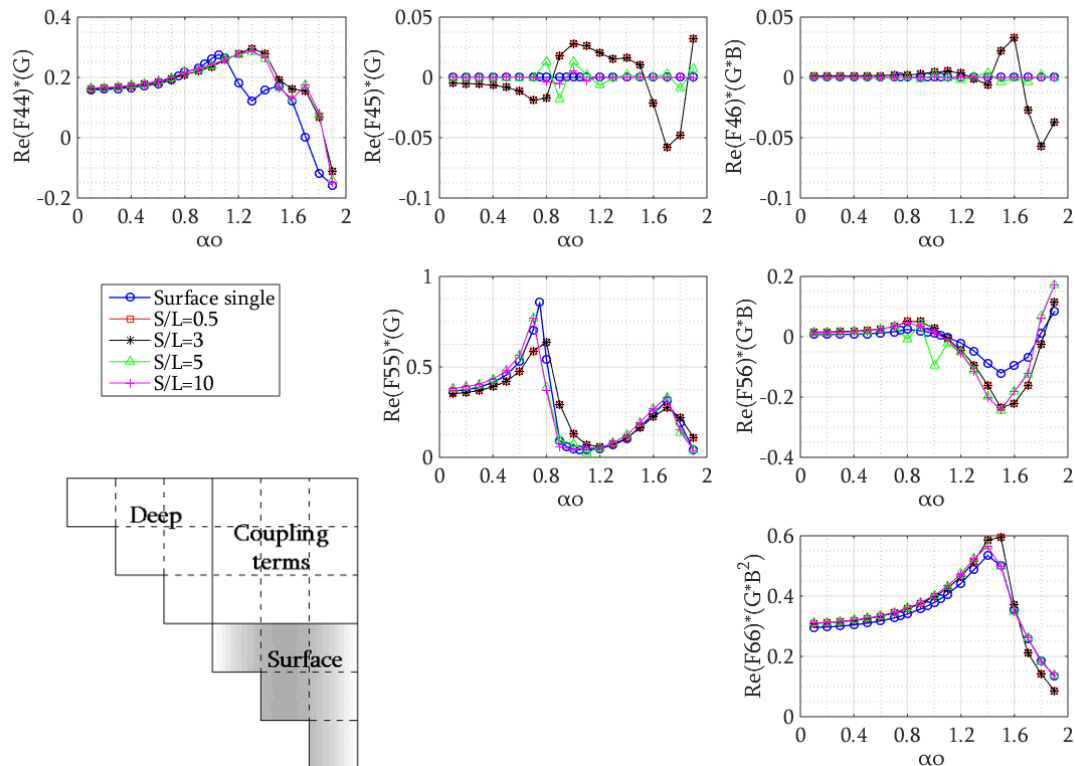 0.4
0.2
0
-0.2
Re(F44)*(G)
0 0.4 0.8 1.2 1.6 2
αo
0.05
0
-0.05
-0.1
Re(F45)*(G)
0 0.4 0.8 1.2 1.6 2
αo
0.05
0
-0.05
-0.1
Re(F46)*(G*B)
0 0.4 0.8 1.2 1.6 2
αo
Surface single
S/L=0.5
S/L=3
S/L=5
S/L=10
1
0.5
0
Re(F55)*(G)
0 0.4 0.8 1.2 1.6 2
αo
0.2
0
-0.2
-0.4
Re(F56)*(G*B)
0 0.4 0.8 1.2 1.6 2
αo
Deep
Coupling
terms
Surface
0.6
0.4
0.2
0
Re(F66)*(G*B²)
0 0.4 0.8 1.2 1.6 2
αo